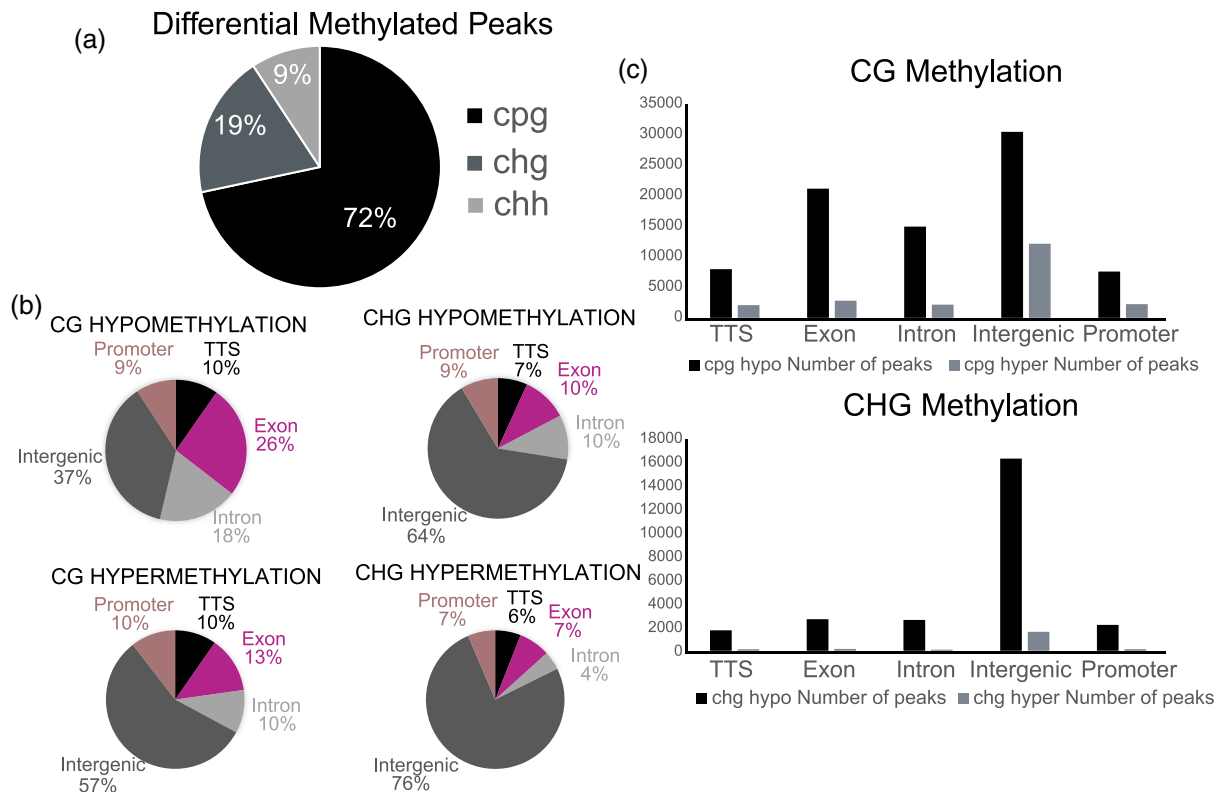 (a)
Differential Methylated Peaks
9%
19%
72%
cpg
chg
chh
(b)
CG HYPOMETHYLATION
Promoter
9%
TTS
10%
Exon
26%
Intergenic
37%
Intron
18%
CHG HYPOMETHYLATION
Promoter
9%
TTS
7%
Exon
10%
Intron
10%
Intergenic
64%
CG HYPERMETHYLATION
Promoter
10%
TTS
10%
Exon
13%
Intron
10%
Intergenic
57%
CHG HYPERMETHYLATION
Promoter
7%
TTS
6%
Exon
7%
Intron
4%
Intergenic
76%
(c)
CG Methylation
35000
30000
25000
20000
15000
10000
5000
0
TTS Exon Intron Intergenic Promoter
cpg hypo Number of peaks cpg hyper Number of peaks
CHG Methylation
18000
16000
14000
12000
10000
8000
6000
4000
2000
0
TTS Exon Intron Intergenic Promoter
chg hypo Number of peaks chg hyper Number of peaks